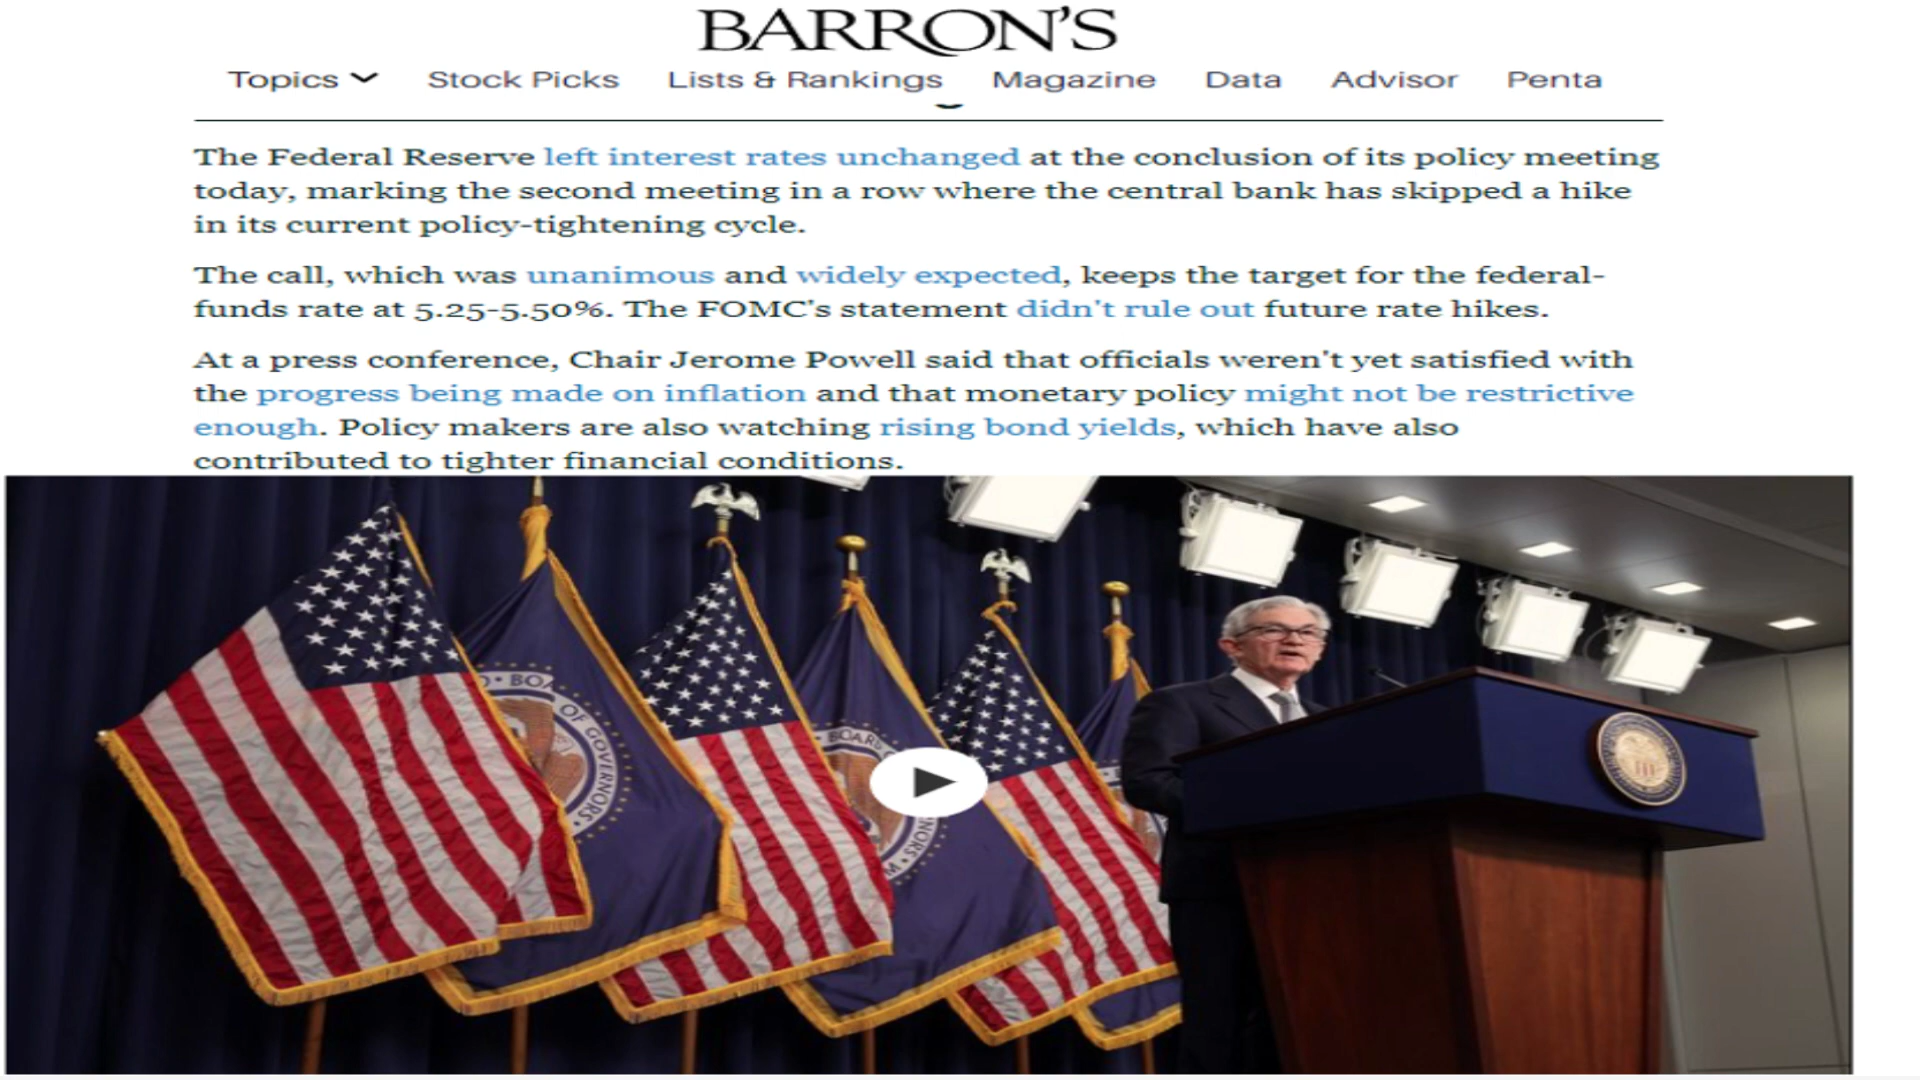 BARRON'S
Topics Stock Picks Lists & Rankings Magazine Data Advisor Penta
The Federal Reserve left interest rates unchanged at the conclusion of its policy meeting
today, marking the second meeting in a row where the central bank has skipped a hike
in its current policy-tightening cycle.
The call, which was unanimous and widely expected, keeps the target for the federal-
funds rate at 5.25-5.50%. The FOMC's statement didn't rule out future rate hikes.
At a press conference, Chair Jerome Powell said that officials weren't yet satisfied with
the progress being made on inflation and that monetary policy might not be restrictive
enough. Policy makers are also watching rising bond yields, which have also
contributed to tighter financial conditions.
BOA OF GOVERNORS
BOARD